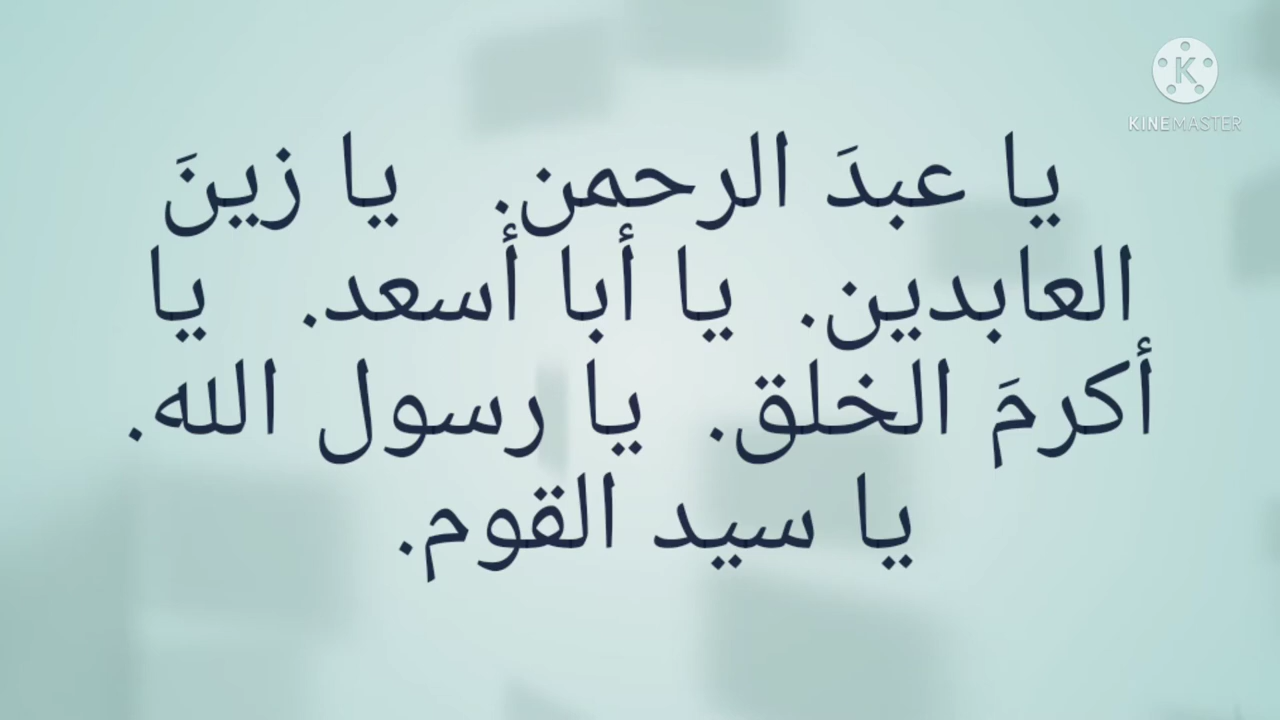 KINEMASTER
يا عبدَ الرحمن. يا زينَ
العابدين. يا أبا أسعد. يا
أكرمَ الخلق. يا رسول الله.
يا سيد القوم.